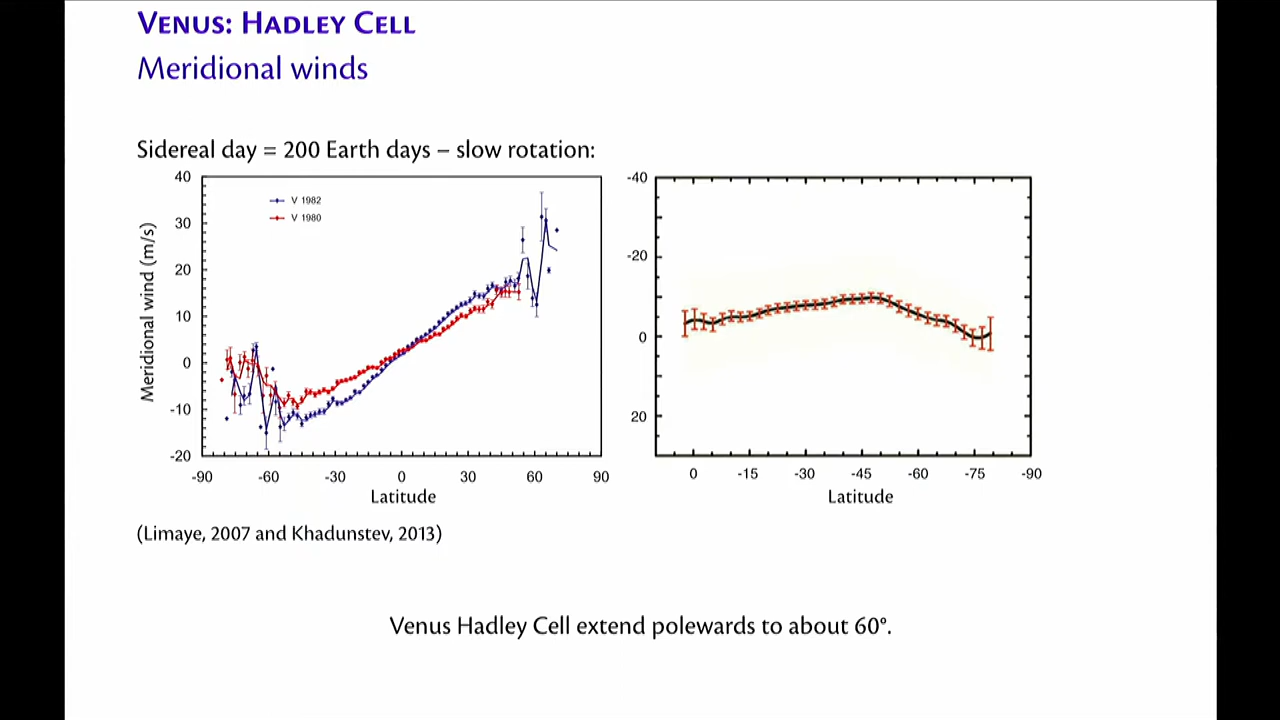 VENUS: HADLEY CELL
Meridional winds
Sidereal day = 200 Earth days – slow rotation:
40
30
20
10
0
-10
-20
Meridional wind (m/s)
V 1982
V 1980
-90 -60 -30 0 30 60 90
Latitude
-40
-20
0
20
0 -15 -30 -45 -60 -75 -90
Latitude
(Limaye, 2007 and Khadunstev, 2013)
Venus Hadley Cell extend polewards to about 60°.